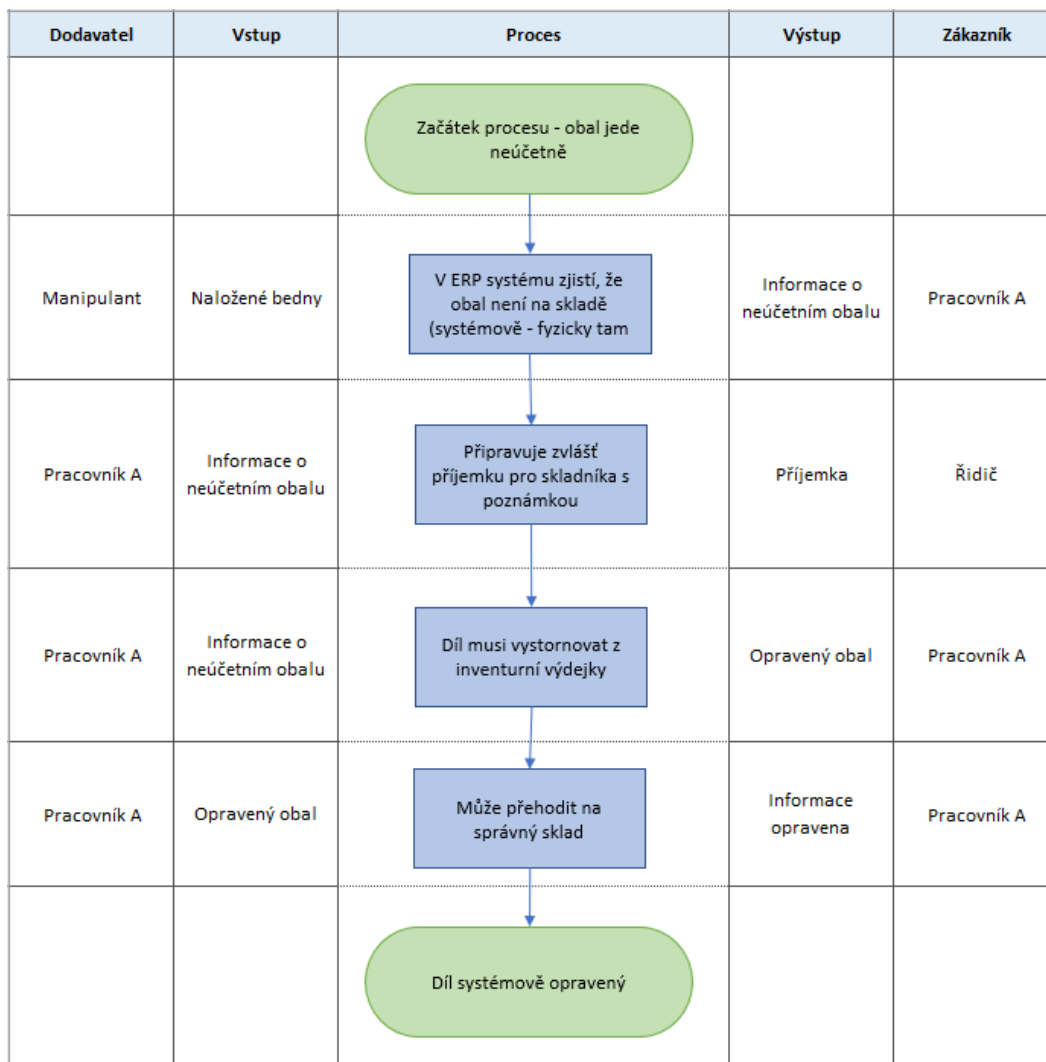 Dodavatel
Vstup
Proces
Výstup
Zákazník
Začátek procesu - obal jede
neúčetně
Manipulant
Naložené bedny
V ERP systému zjistí, že
obal není na skladě
(systémově - fyzicky tam
Informace o
neúčetním obalu
Pracovník A
Pracovník A
Informace o
neúčetním obalu
Připravuje zvlášť
příjemku pro skladníka s
poznámkou
Příjemka
Řidič
Pracovník A
Informace o
neúčetním obalu
Díl musi vystornovat z
inventurní výdejky
Opravený obal
Pracovník A
Pracovník A
Opravený obal
Může přehodit na
správný sklad
Informace
opravena
Pracovník A
Díl systémově opravený